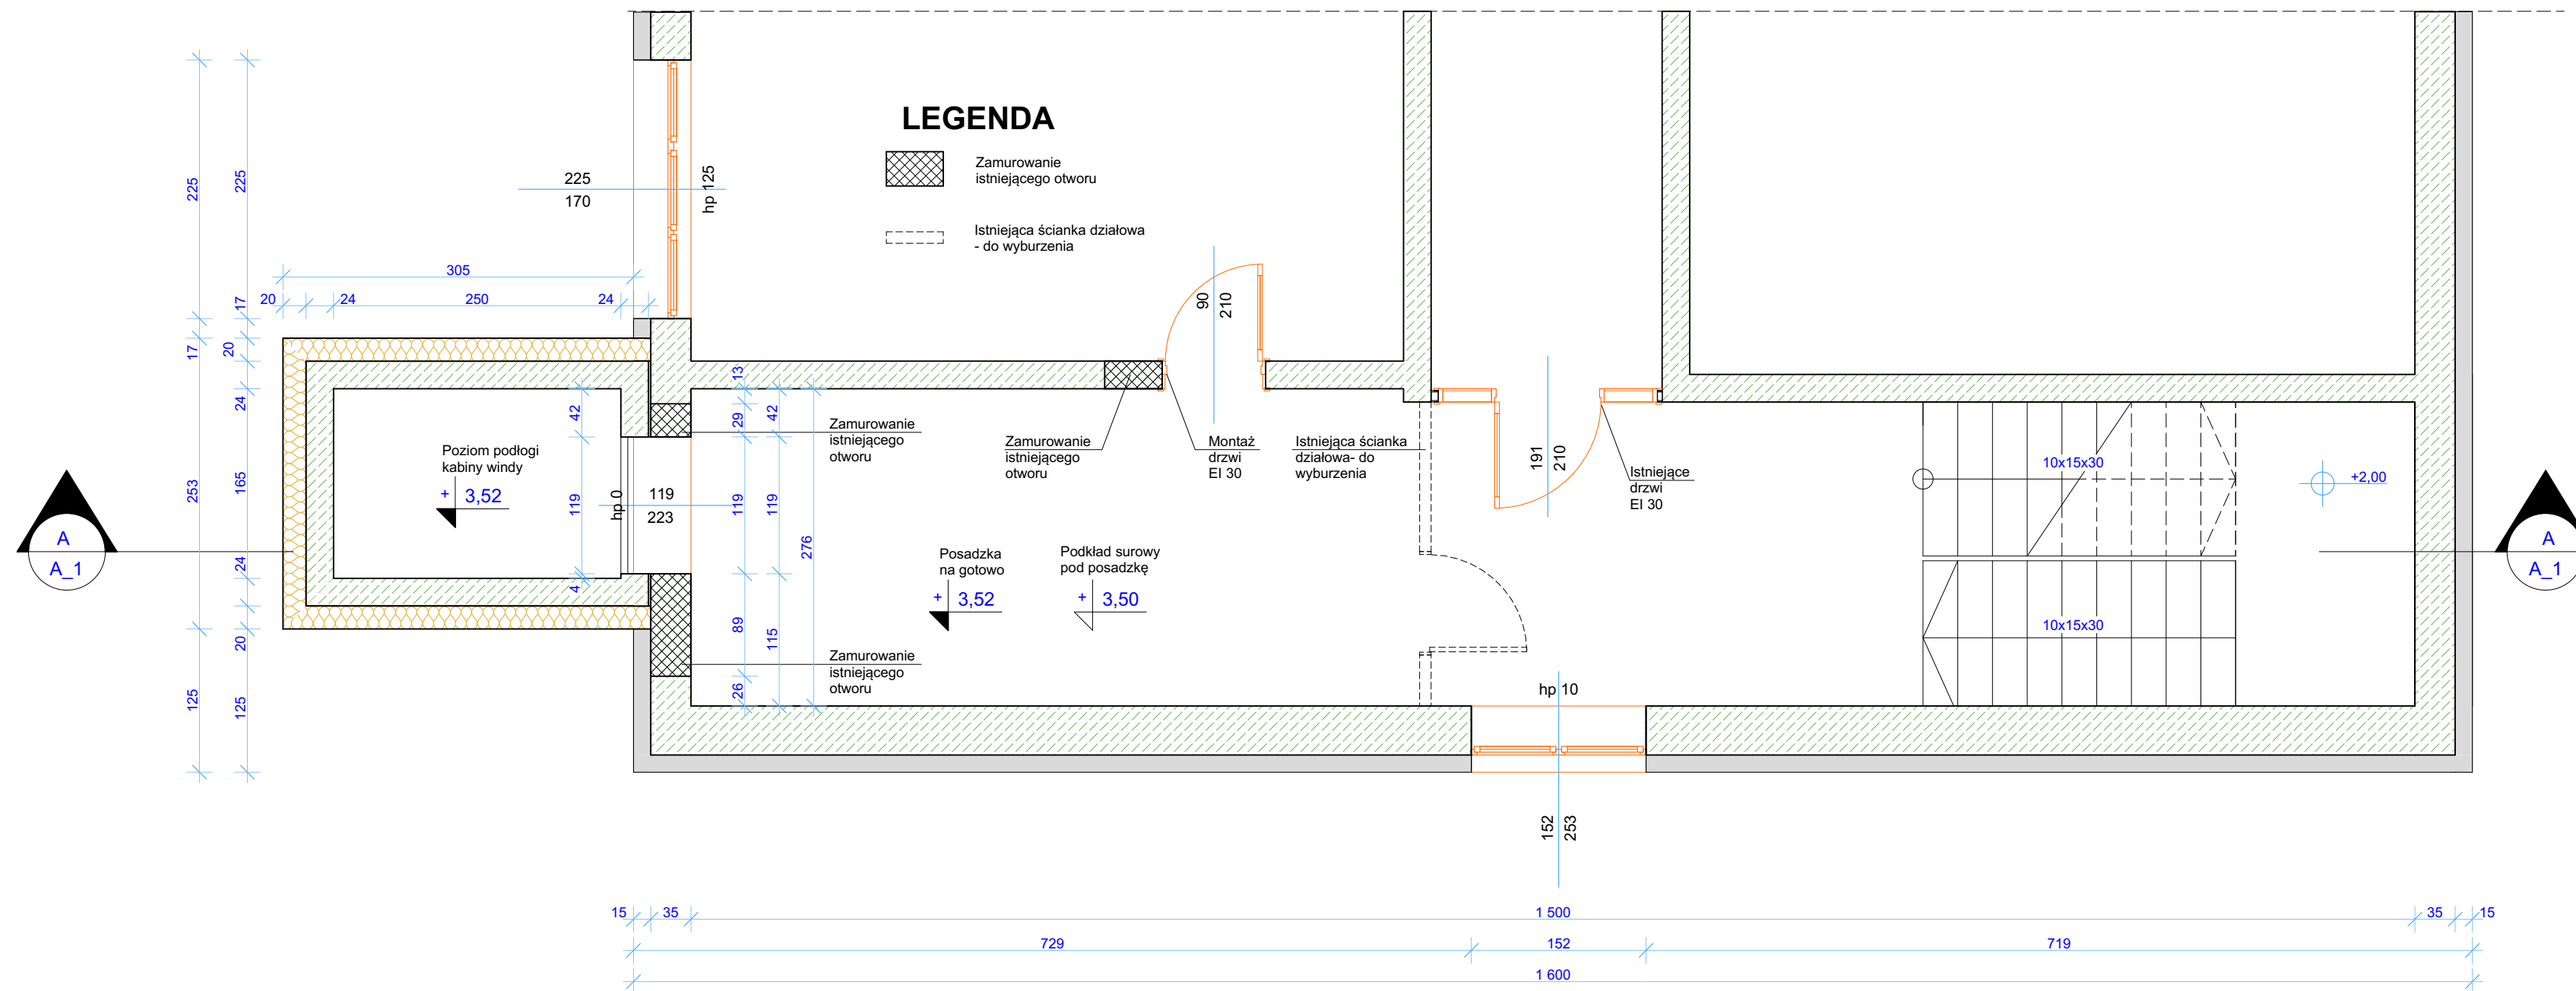 LEGENDA
Zamurowanie
istniejącego otworu
Istniejąca ścianka działowa
- do wyburzenia
225
225
225
170
hp 125
305
20
24
250
24
17
17
20
253
24
165
24
20
125
125
42
119
4
Poziom podłogi
kabiny windy
+ 3,52
hp 0
119
223
13
29
119
89
26
42
119
115
276
Zamurowanie
istniejącego
otworu
Zamurowanie
istniejącego
otworu
Zamurowanie
istniejącego
otworu
90
210
Montaż
drzwi
EI 30
Istniejąca ścianka
działowa- do
wyburzenia
191
210
Istniejące
drzwi
EI 30
Posadzka
na gotowo
+ 3,52
Podkład surowy
pod posadzkę
+ 3,50
10x15x30
10x15x30
+2,00
A
A_1
A
A_1
hp 10
152
253
15
35
1 500
35
15
729
152
719
1 600